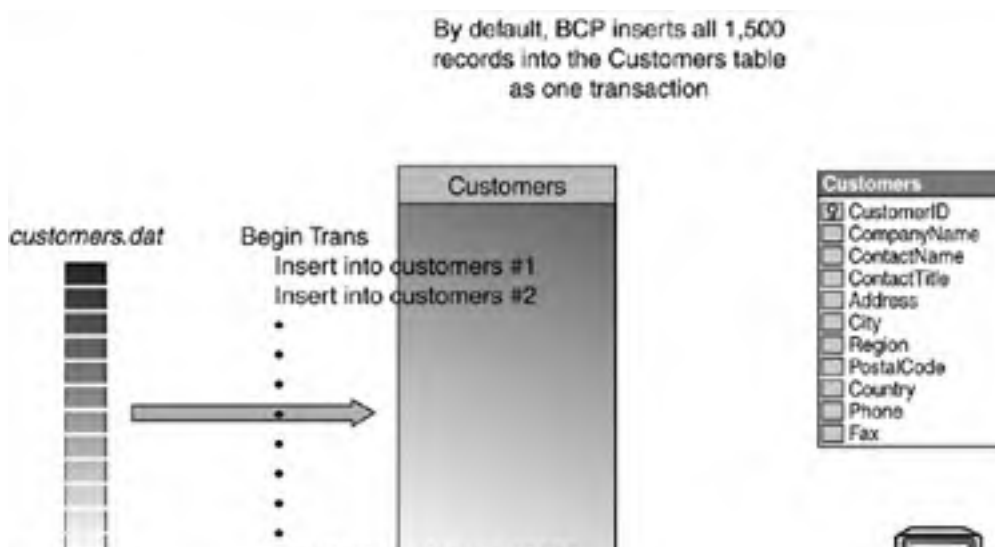 By default, BCP inserts all 1,500
records into the Customers table
as one transaction
Customers
customers.dat
Begin Trans
Insert into customers #1
Insert into customers #2
Customers
CustomerID
CompanyName
ContactName
ContactTitle
Address
City
Region
PostalCode
Country
Phone
Fax